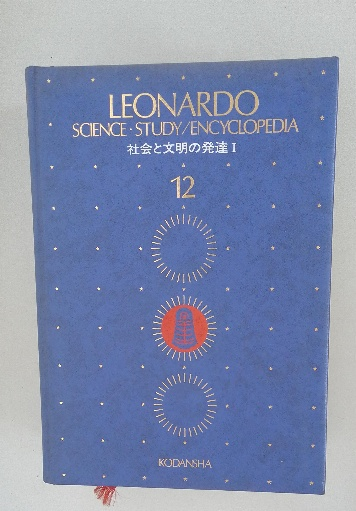 LEONARDO
SCIENCE·STUDY/ENCYCLOPEDIA
社会と文明の発達 I
12
KODANSHA